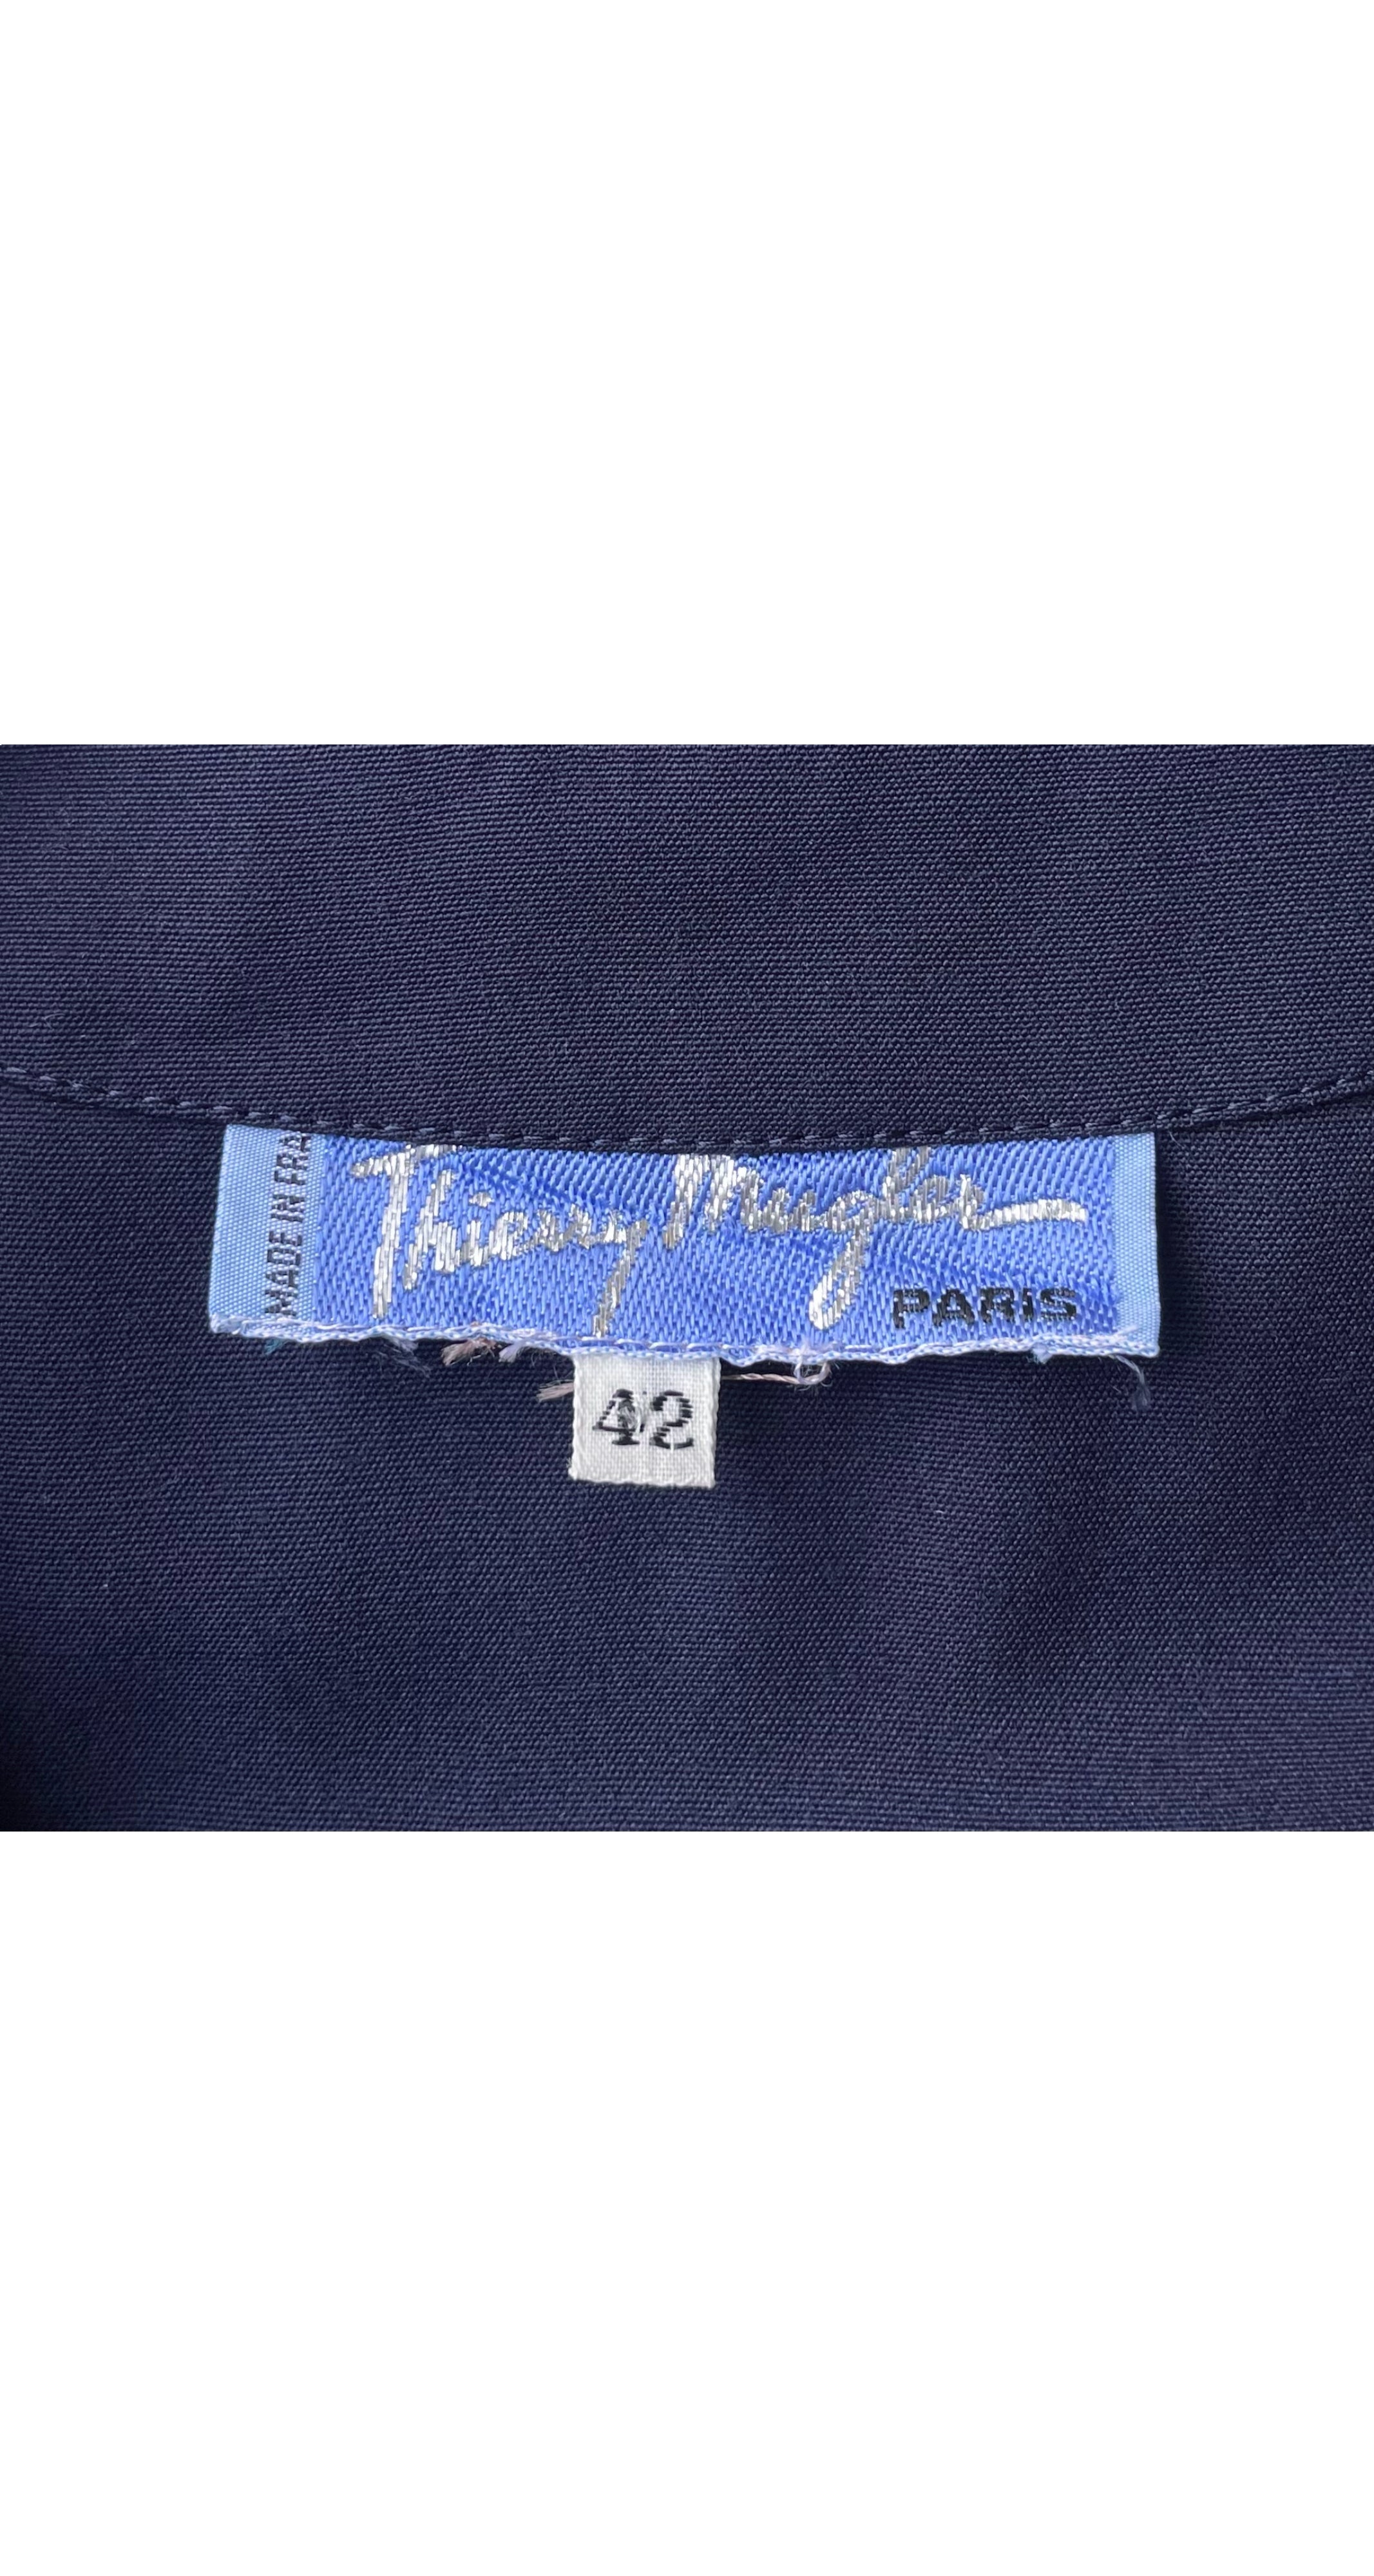 MADE IN FRA
Thierry Mugler
PARIS
42